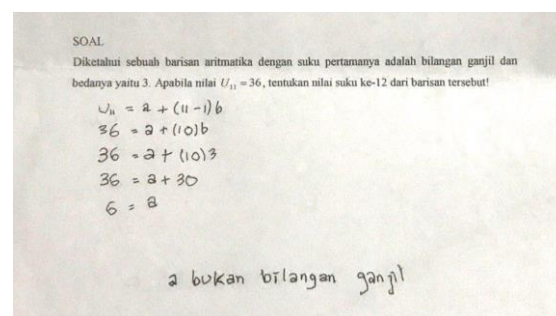 SOAL
Diketahui sebuah barisan aritmatika dengan suku pertamanya adalah bilangan ganjil dan
bedanya yaitu 3. Apabila nilai U₁₁ = 36, tentukan nilai suku ke-12 dari barisan tersebut!
U₁₁ = a + (11-1)b
36 = a + (10)b
36 = a + (10)3
36 = a + 30
6 = a
a bukan bilangan ganjil